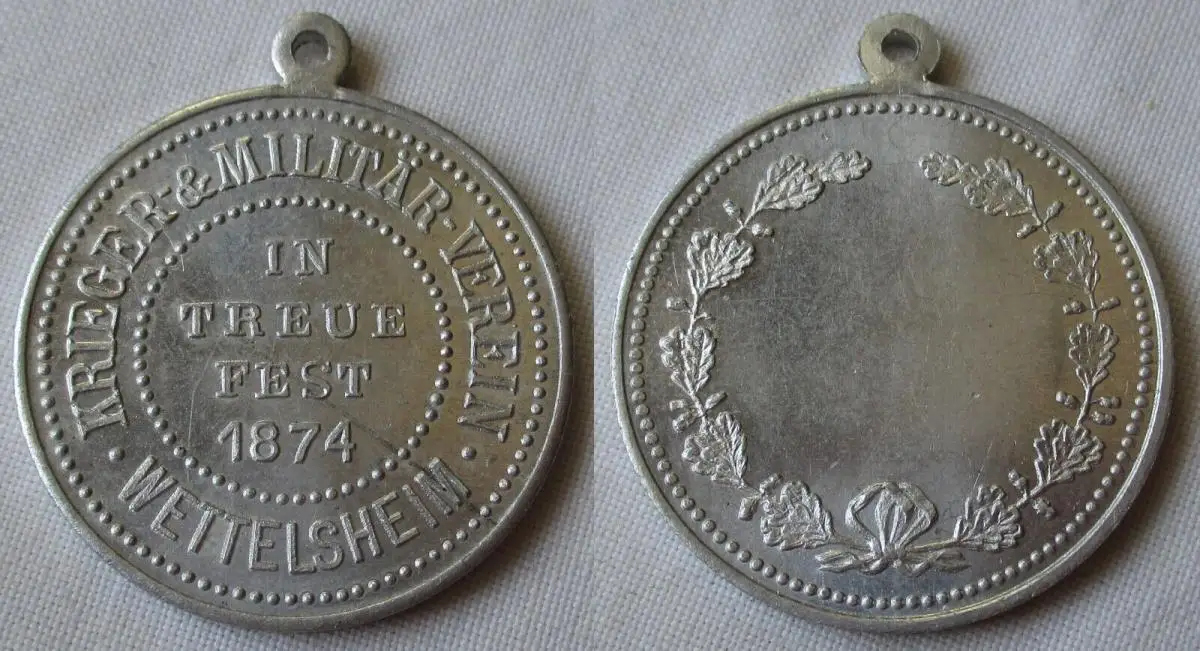 KRIEGER-&MILITÄR-VEREIN
IN
TREUE
FEST
1874
· WETTELSHEIM ·